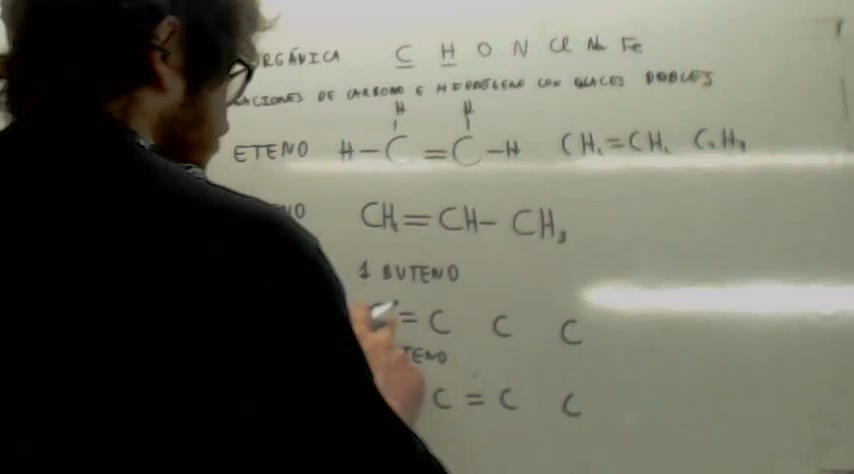 RGÁNICA C H O N Cl Na Fe
ACIONES DE CARBONO E HIDRÓGENO CON ENLACES DOBLES
H H
ETENO H-C=C-H CH₂=CH₂ C₂H₄
NO CH₂=CH-CH₃
1 BUTENO
C=C C C
TENO
C=C C